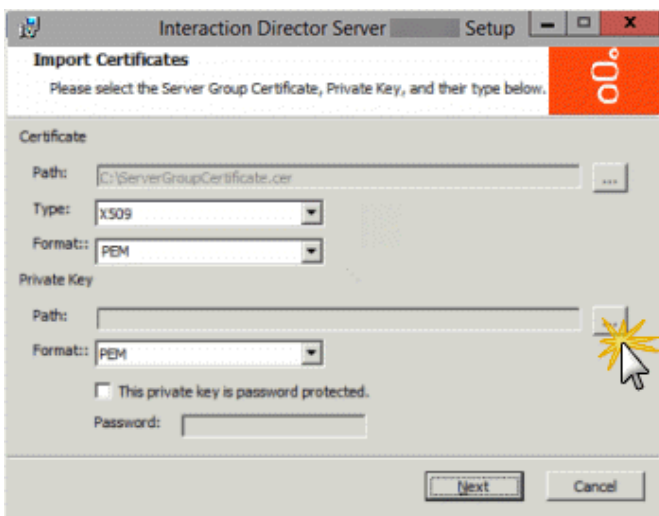 Interaction Director Server Setup
Import Certificates
Please select the Server Group Certificate, Private Key, and their type below.
Certificate
Path: C:\ServerGroupCertificate.cer ...
Type: X509
Format:: PEM
Private Key
Path: ...
Format:: PEM
This private key is password protected.
Password:
Next Cancel